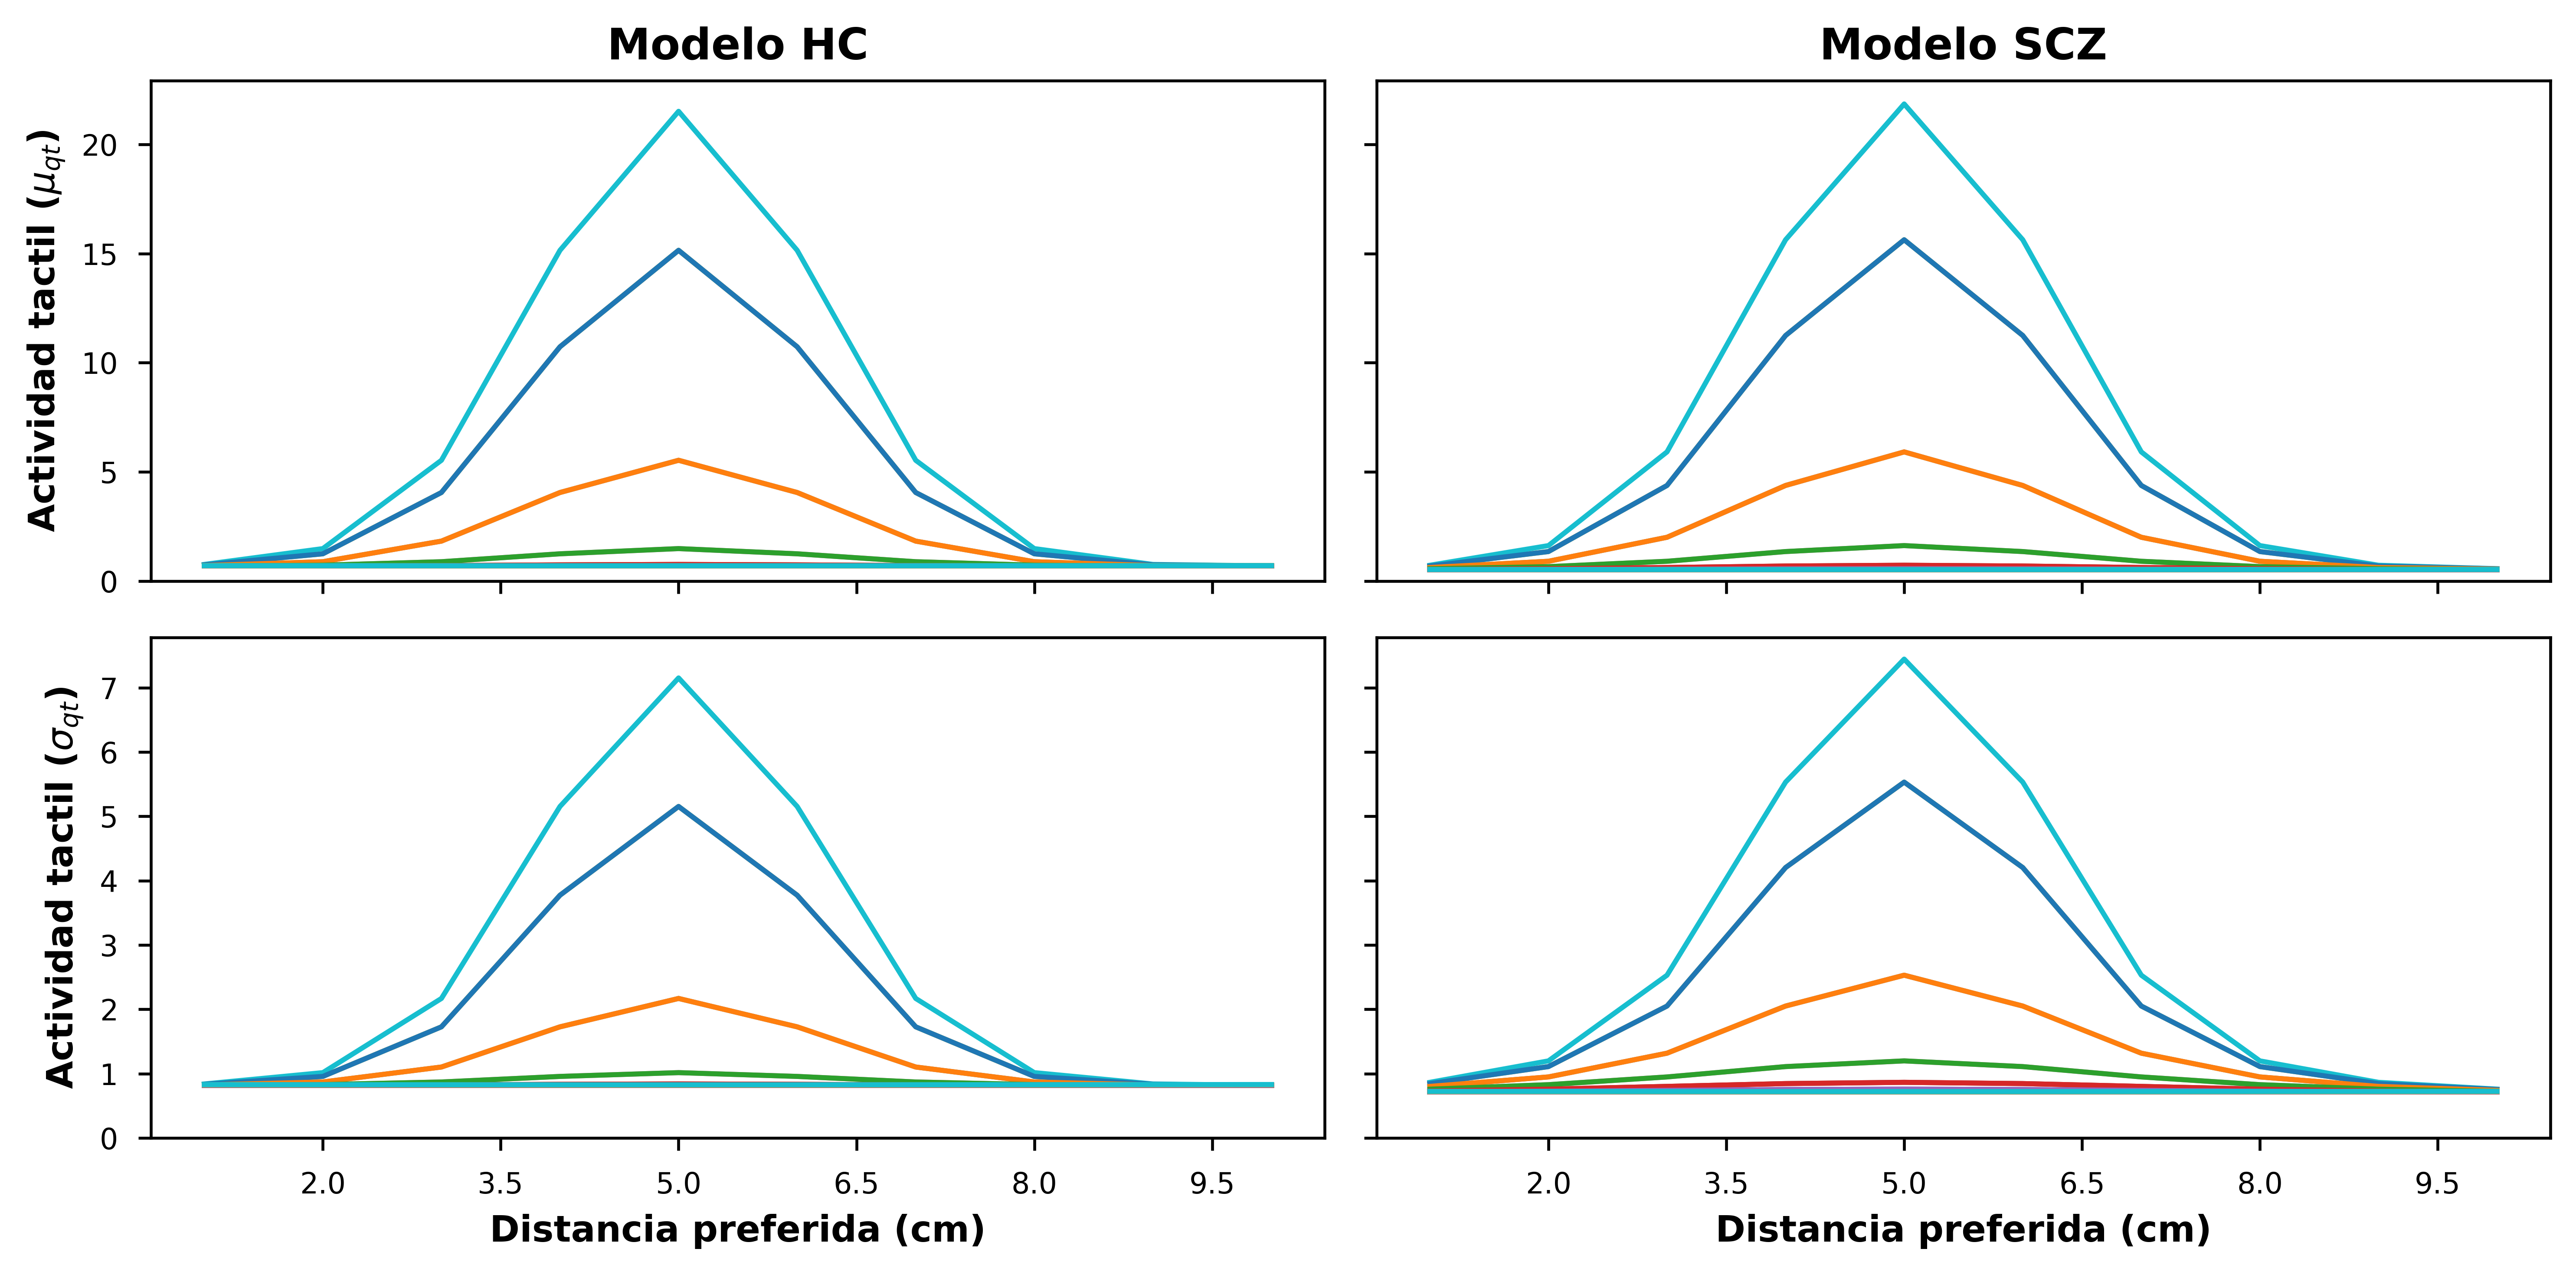 Modelo HC
Modelo SCZ
Actividad tactil (μqt)
20
15
10
5
0
Actividad tactil (σqt)
7
6
5
4
3
2
1
0
2.0 3.5 5.0 6.5 8.0 9.5
2.0 3.5 5.0 6.5 8.0 9.5
Distancia preferida (cm)
Distancia preferida (cm)